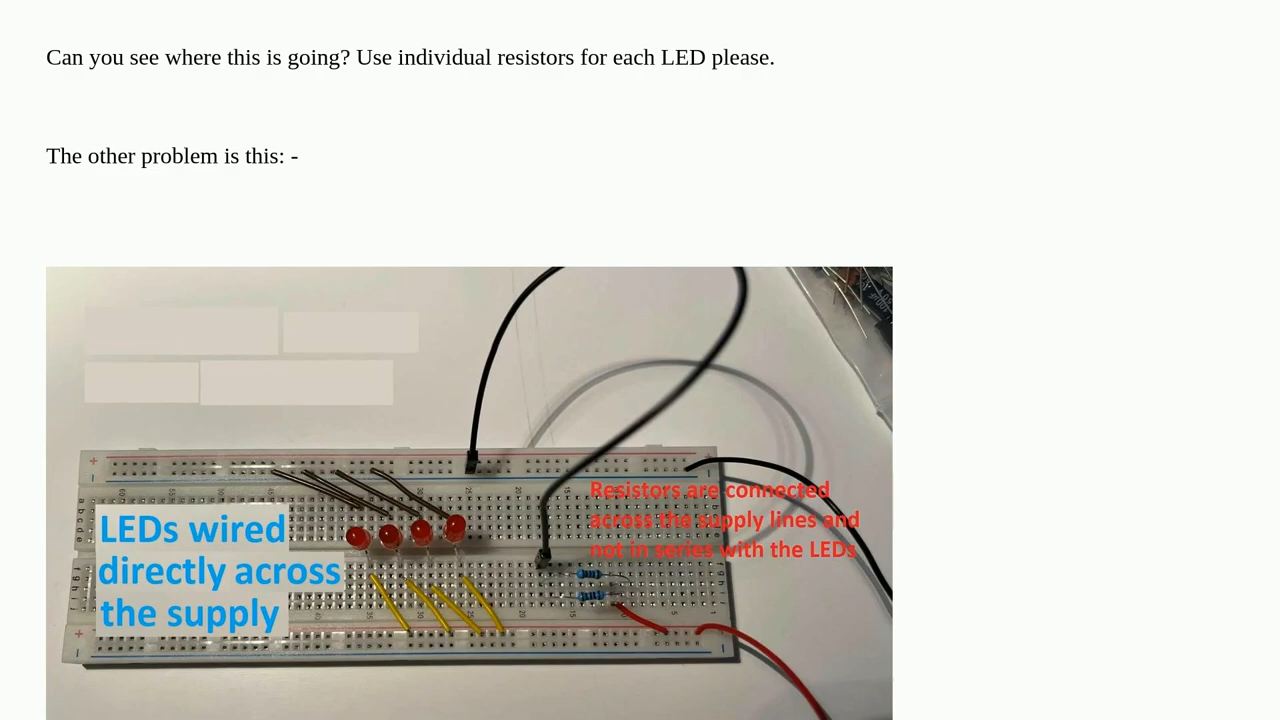 Can you see where this is going? Use individual resistors for each LED please.
The other problem is this: -
LEDs wired
directly across
the supply
Resistors are connected
across the supply lines and
not in series with the LEDs